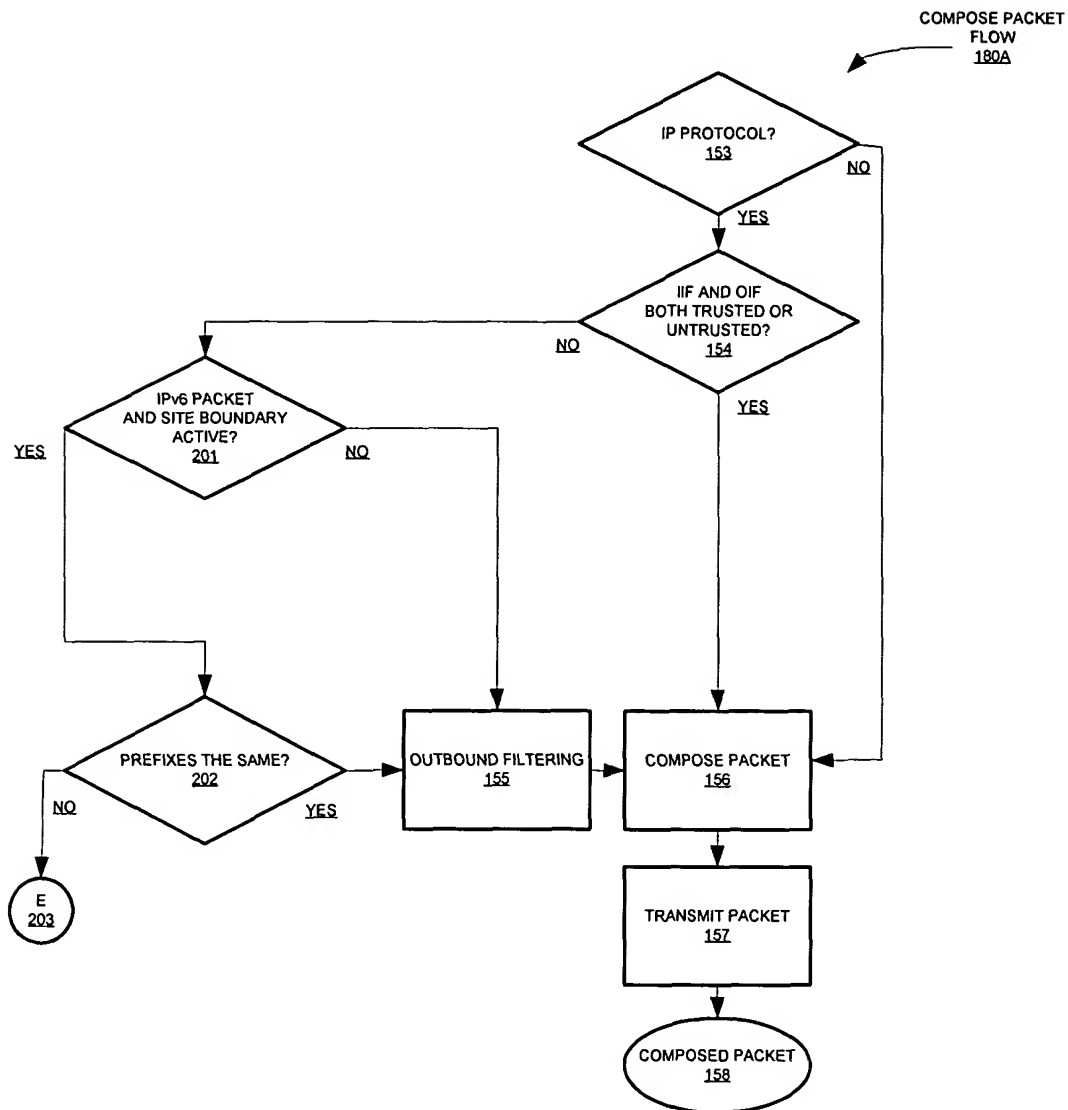 COMPOSE PACKET
FLOW
180A
IP PROTOCOL?
153
NO
YES
IIF AND OIF
BOTH TRUSTED OR
UNTRUSTED?
154
NO
YES
IPv6 PACKET
AND SITE BOUNDARY
ACTIVE?
201
YES
NO
PREFIXES THE SAME?
202
NO
YES
OUTBOUND FILTERING
155
COMPOSE PACKET
156
E
203
TRANSMIT PACKET
157
COMPOSED PACKET
158